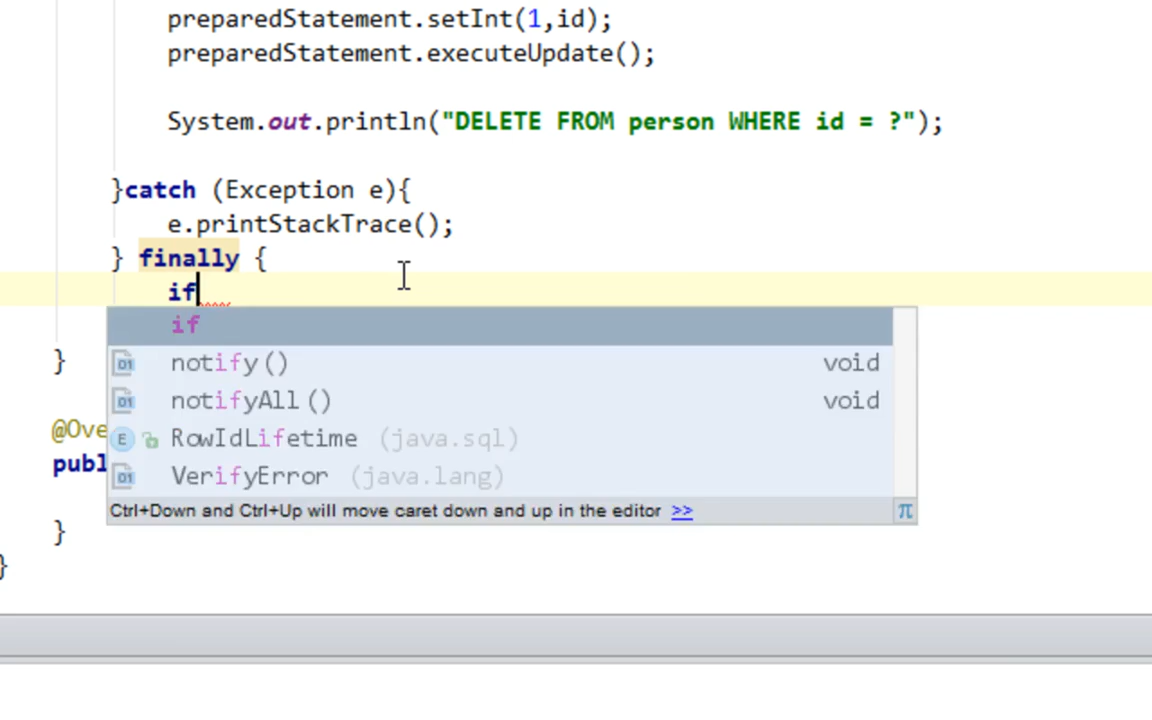 preparedStatement.setInt(1,id);
preparedStatement.executeUpdate();
System.out.println("DELETE FROM person WHERE id = ?");
}catch (Exception e){
e.printStackTrace();
} finally {
if
if
notify() void
notifyAll() void
E RowIdLifetime (java.sql)
VerifyError (java.lang)
Ctrl+Down and Ctrl+Up will move caret down and up in the editor >> π
}
@Ove
publ
}
}